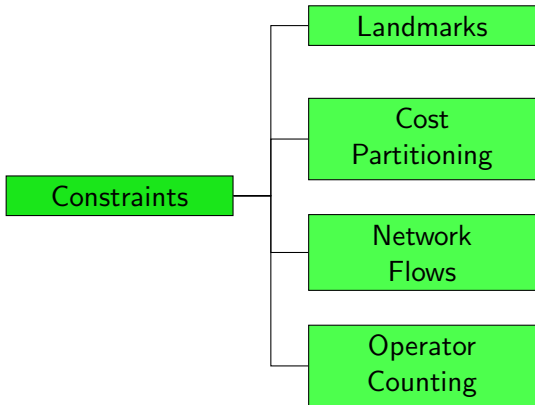 Landmarks
Cost
Partitioning
Constraints
Network
Flows
Operator
Counting